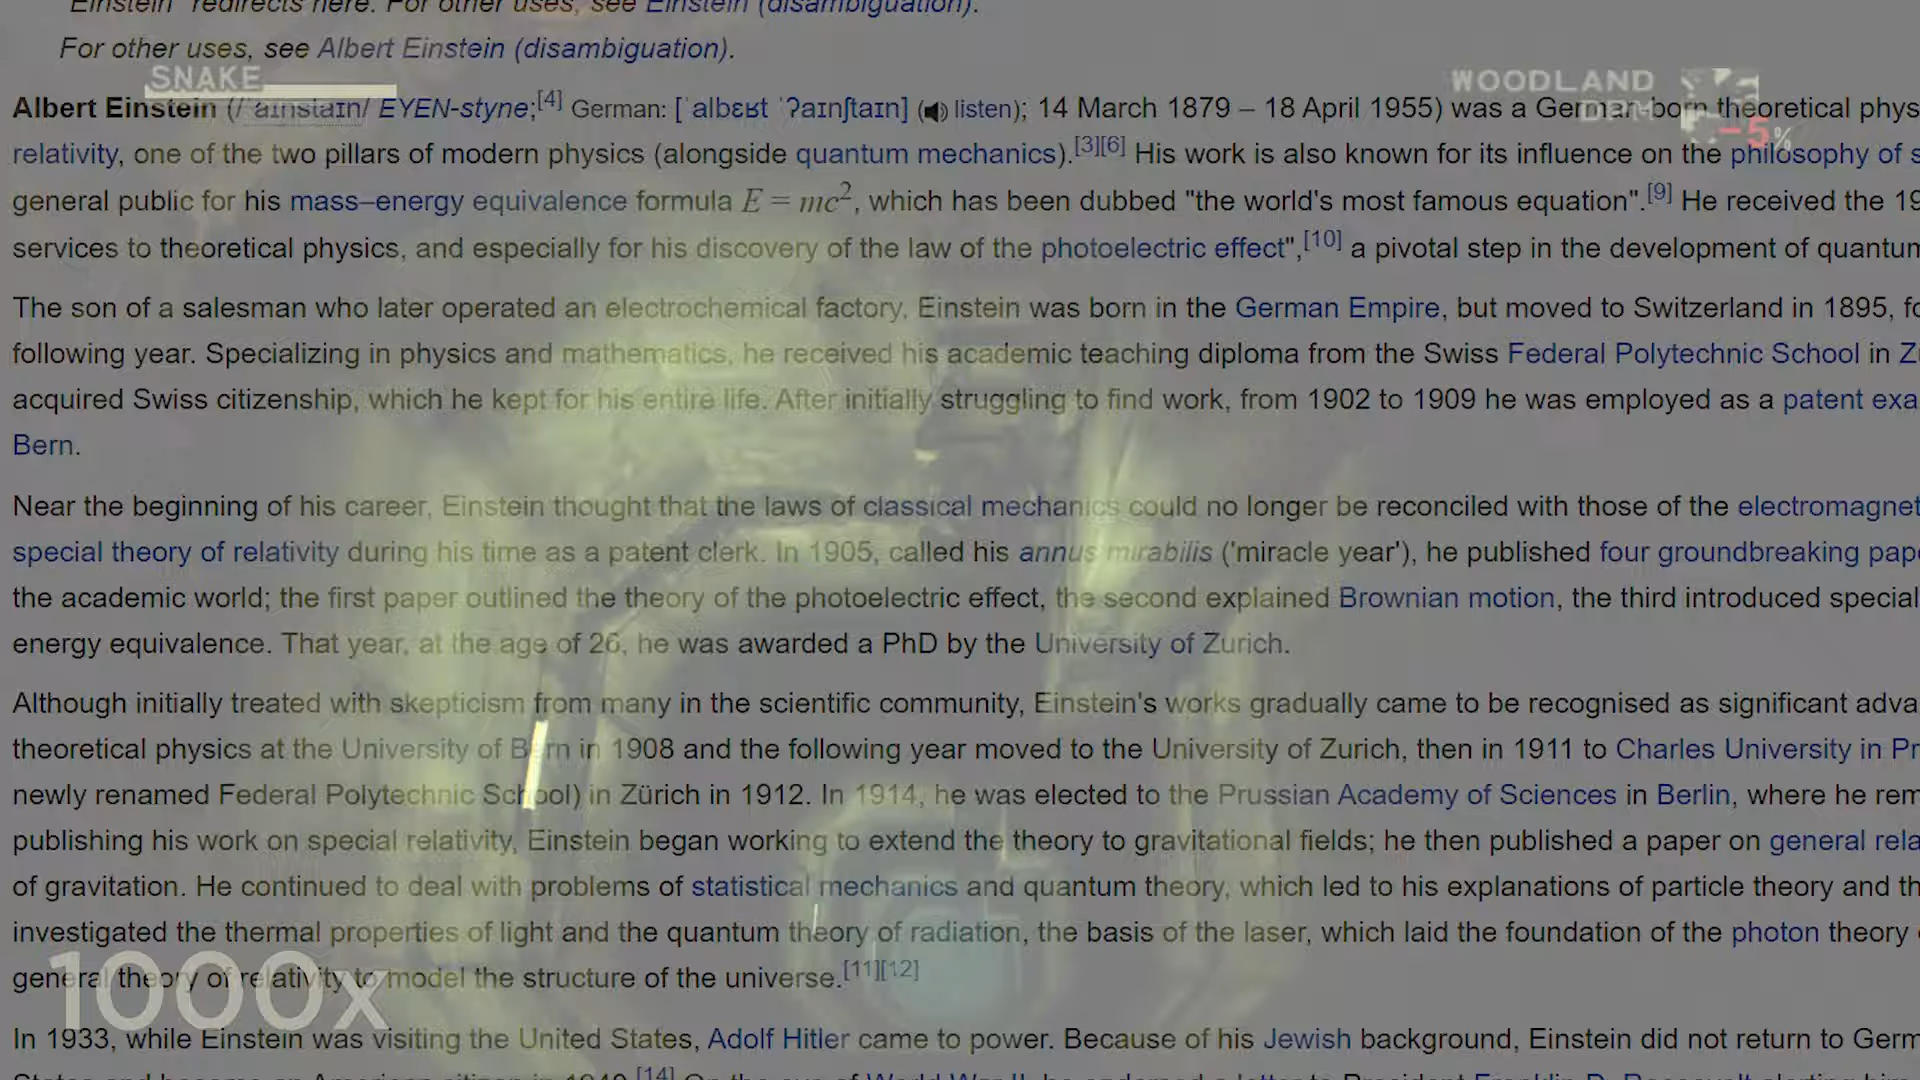 "Einstein" redirects here. For other uses, see Einstein (disambiguation).
For other uses, see Albert Einstein (disambiguation).
SNAKE
WOODLAND
DPM
-5%
Albert Einstein (/ˈaɪnstaɪn/ EYEN-styne;[4] German: [ˈalbɛʁt ˈʔaɪnʃtaɪn] (listen); 14 March 1879 – 18 April 1955) was a German-born theoretical phys
relativity, one of the two pillars of modern physics (alongside quantum mechanics).[3][6] His work is also known for its influence on the philosophy of s
general public for his mass–energy equivalence formula E = mc², which has been dubbed "the world's most famous equation".[9] He received the 19
services to theoretical physics, and especially for his discovery of the law of the photoelectric effect",[10] a pivotal step in the development of quantum
The son of a salesman who later operated an electrochemical factory, Einstein was born in the German Empire, but moved to Switzerland in 1895, fo
following year. Specializing in physics and mathematics, he received his academic teaching diploma from the Swiss Federal Polytechnic School in Z
acquired Swiss citizenship, which he kept for his entire life. After initially struggling to find work, from 1902 to 1909 he was employed as a patent exa
Bern.
Near the beginning of his career, Einstein thought that the laws of classical mechanics could no longer be reconciled with those of the electromagnet
special theory of relativity during his time as a patent clerk. In 1905, called his annus mirabilis ('miracle year'), he published four groundbreaking pap
the academic world; the first paper outlined the theory of the photoelectric effect, the second explained Brownian motion, the third introduced special
energy equivalence. That year, at the age of 26, he was awarded a PhD by the University of Zurich.
Although initially treated with skepticism from many in the scientific community, Einstein's works gradually came to be recognised as significant adva
theoretical physics at the University of Bern in 1908 and the following year moved to the University of Zurich, then in 1911 to Charles University in Pr
newly renamed Federal Polytechnic School) in Zürich in 1912. In 1914, he was elected to the Prussian Academy of Sciences in Berlin, where he rem
publishing his work on special relativity, Einstein began working to extend the theory to gravitational fields; he then published a paper on general rela
of gravitation. He continued to deal with problems of statistical mechanics and quantum theory, which led to his explanations of particle theory and th
investigated the thermal properties of light and the quantum theory of radiation, the basis of the laser, which laid the foundation of the photon theory
general theory of relativity to model the structure of the universe.[11][12]
1000x
In 1933, while Einstein was visiting the United States, Adolf Hitler came to power. Because of his Jewish background, Einstein did not return to Germ